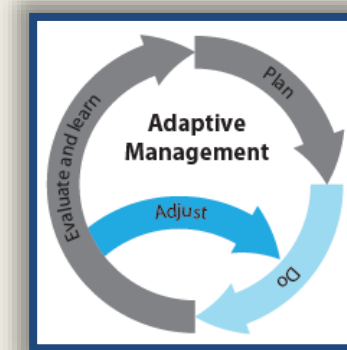 Adaptive
Management
Plan
Do
Evaluate and learn
Adjust